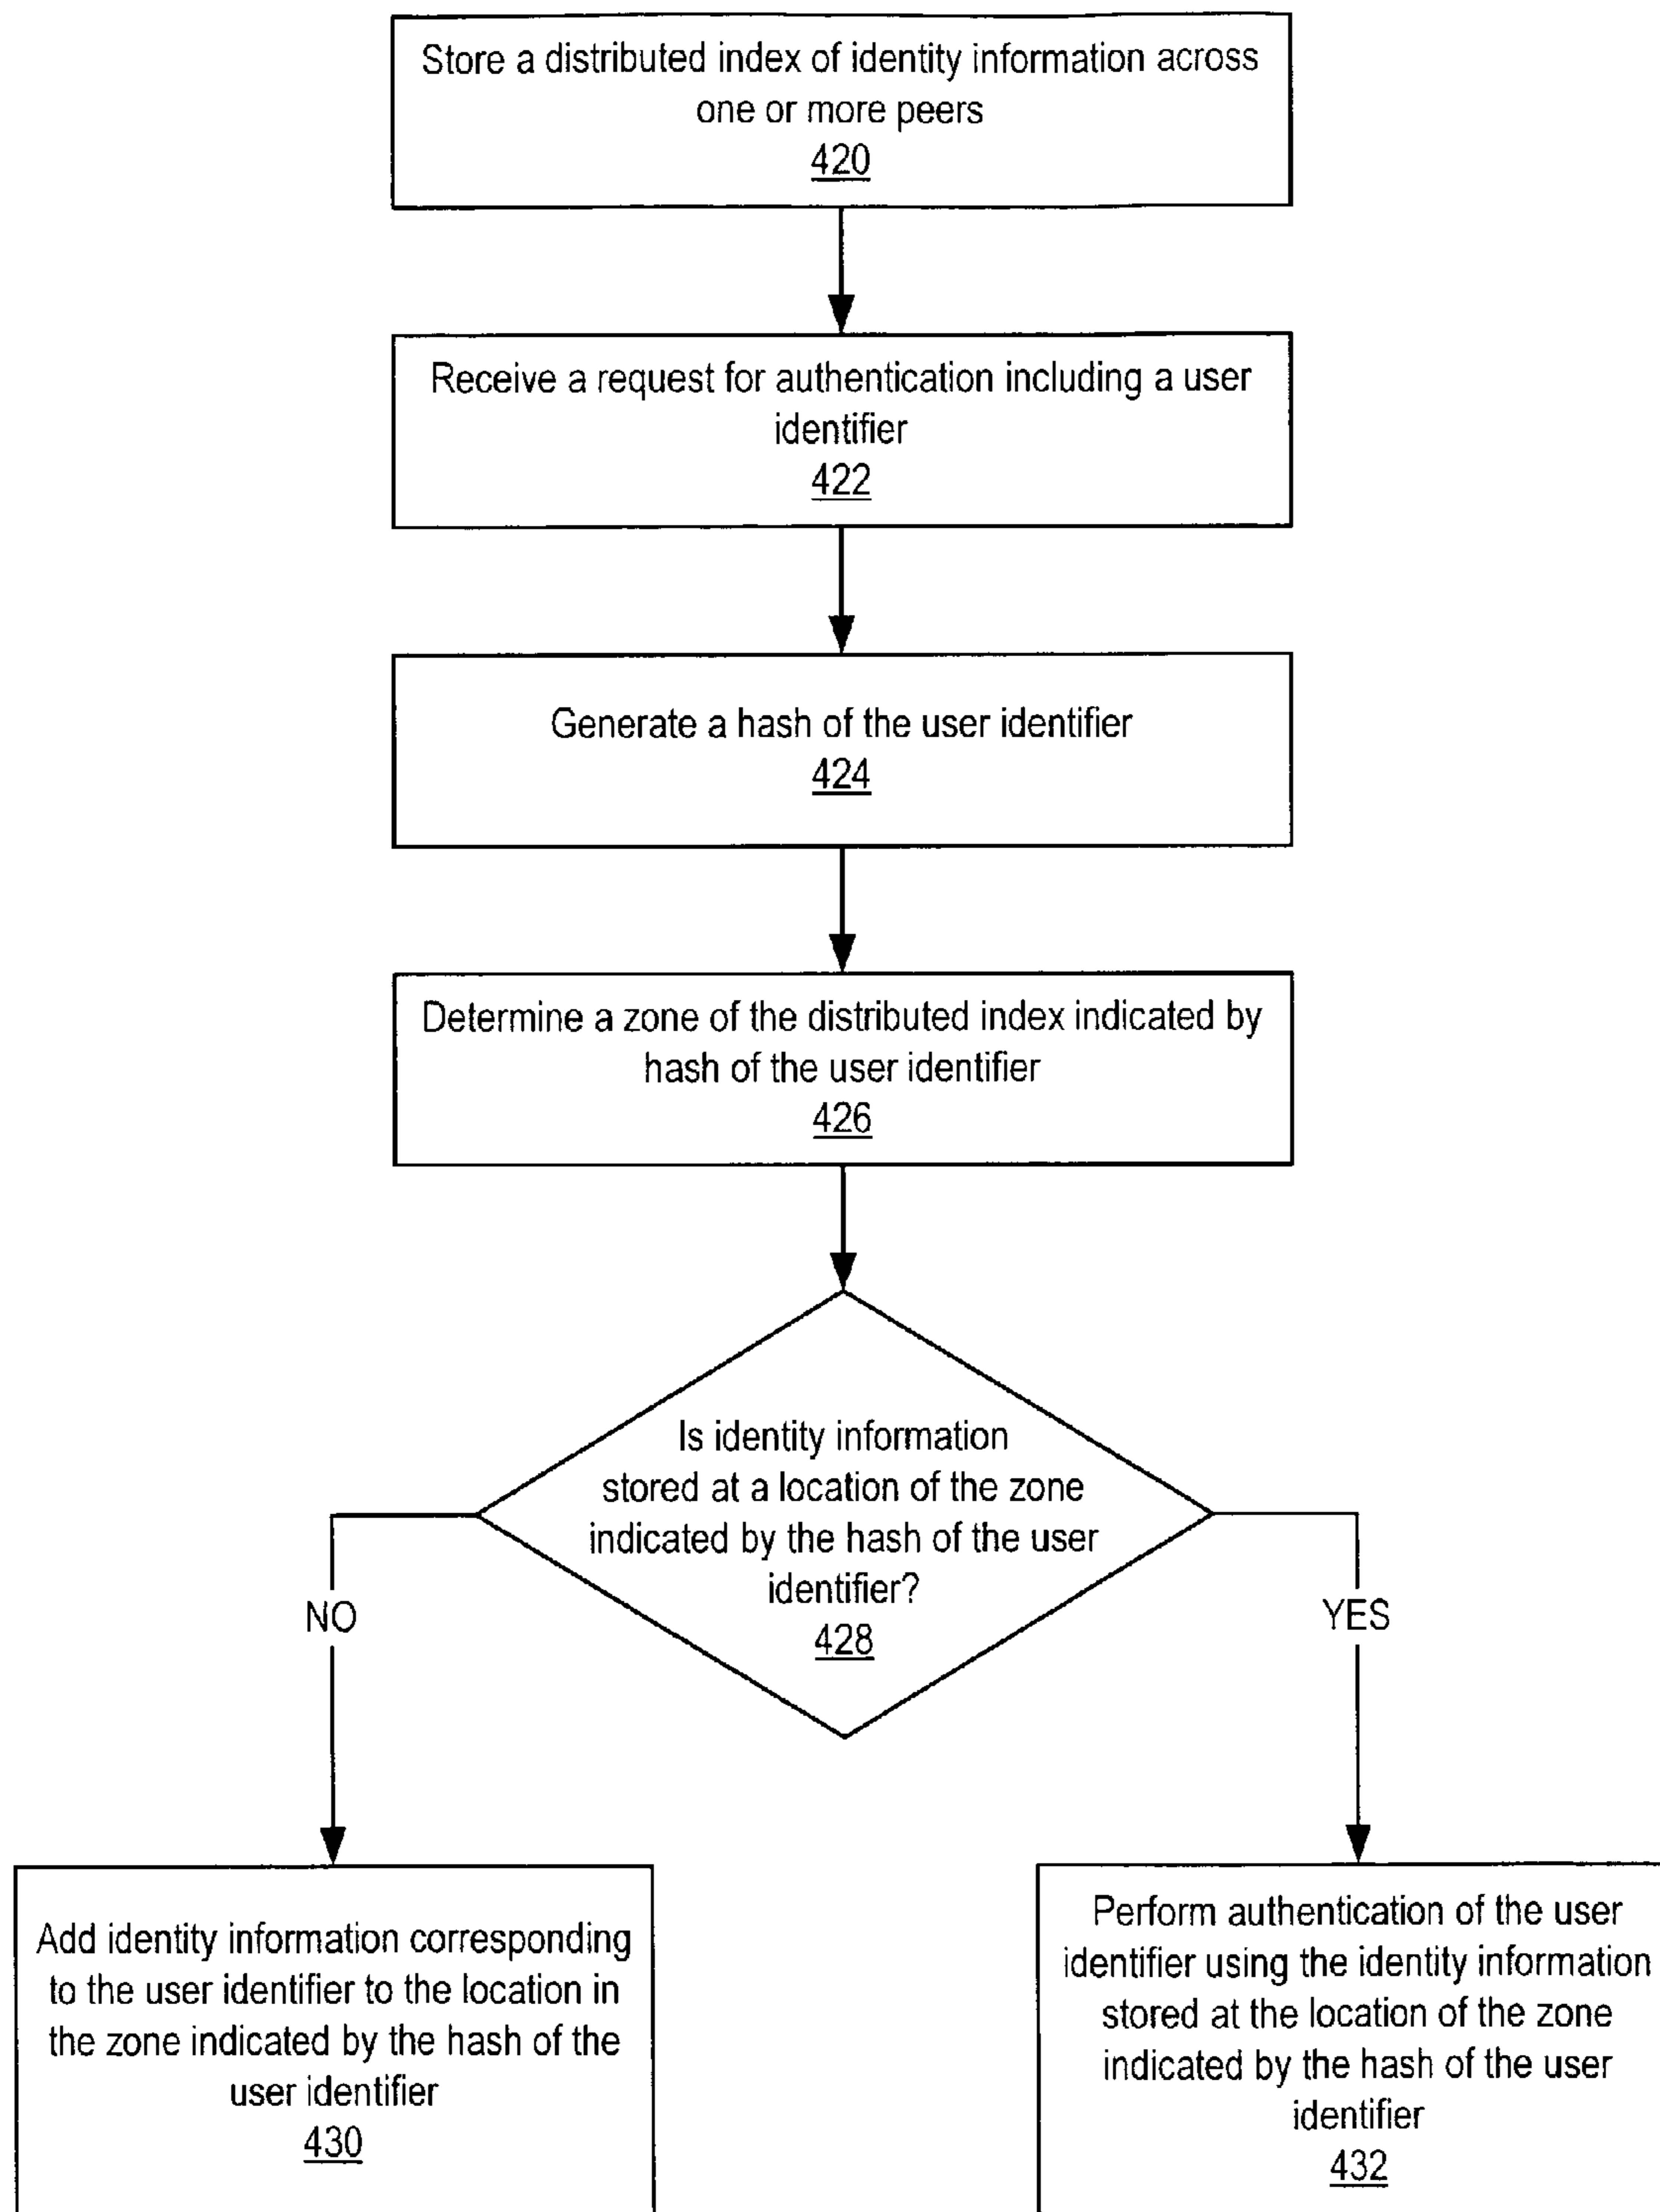 Store a distributed index of identity information across
one or more peers
420
Receive a request for authentication including a user
identifier
422
Generate a hash of the user identifier
424
Determine a zone of the distributed index indicated by
hash of the user identifier
426
Is identity information
stored at a location of the zone
indicated by the hash of the user
identifier?
428
NO
YES
Add identity information corresponding
to the user identifier to the location in
the zone indicated by the hash of the
user identifier
430
Perform authentication of the user
identifier using the identity information
stored at the location of the zone
indicated by the hash of the user
identifier
432